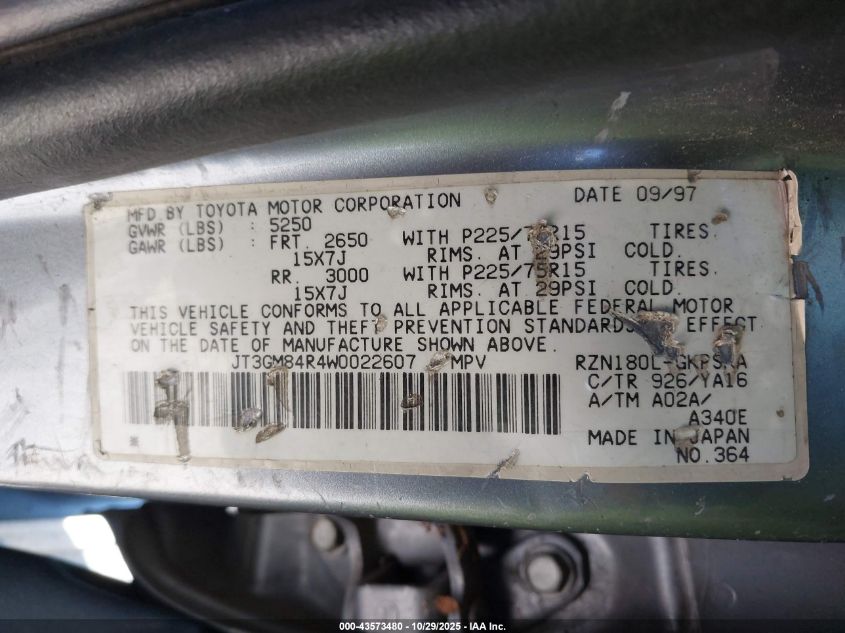 MFD BY TOYOTA MOTOR CORPORATION DATE 09/97
GVWR (LBS) : 5250
GAWR (LBS) : FRT. 2650 WITH P225/75R15 TIRES.
15X7J RIMS. AT 29PSI COLD.
RR. 3000 WITH P225/75R15 TIRES.
15X7J RIMS. AT 29PSI COLD.
THIS VEHICLE CONFORMS TO ALL APPLICABLE FEDERAL MOTOR
VEHICLE SAFETY AND THEFT PREVENTION STANDARDS EFFECT
ON THE DATE OF MANUFACTURE SHOWN ABOVE.
JT3GM84R4W0022607 MPV RZN180L-
C/TR 926/YA16
A/TM A02A/
A340E
MADE IN JAPAN
NO.364
000-43573480 - 10/29/2025 - IAA Inc.